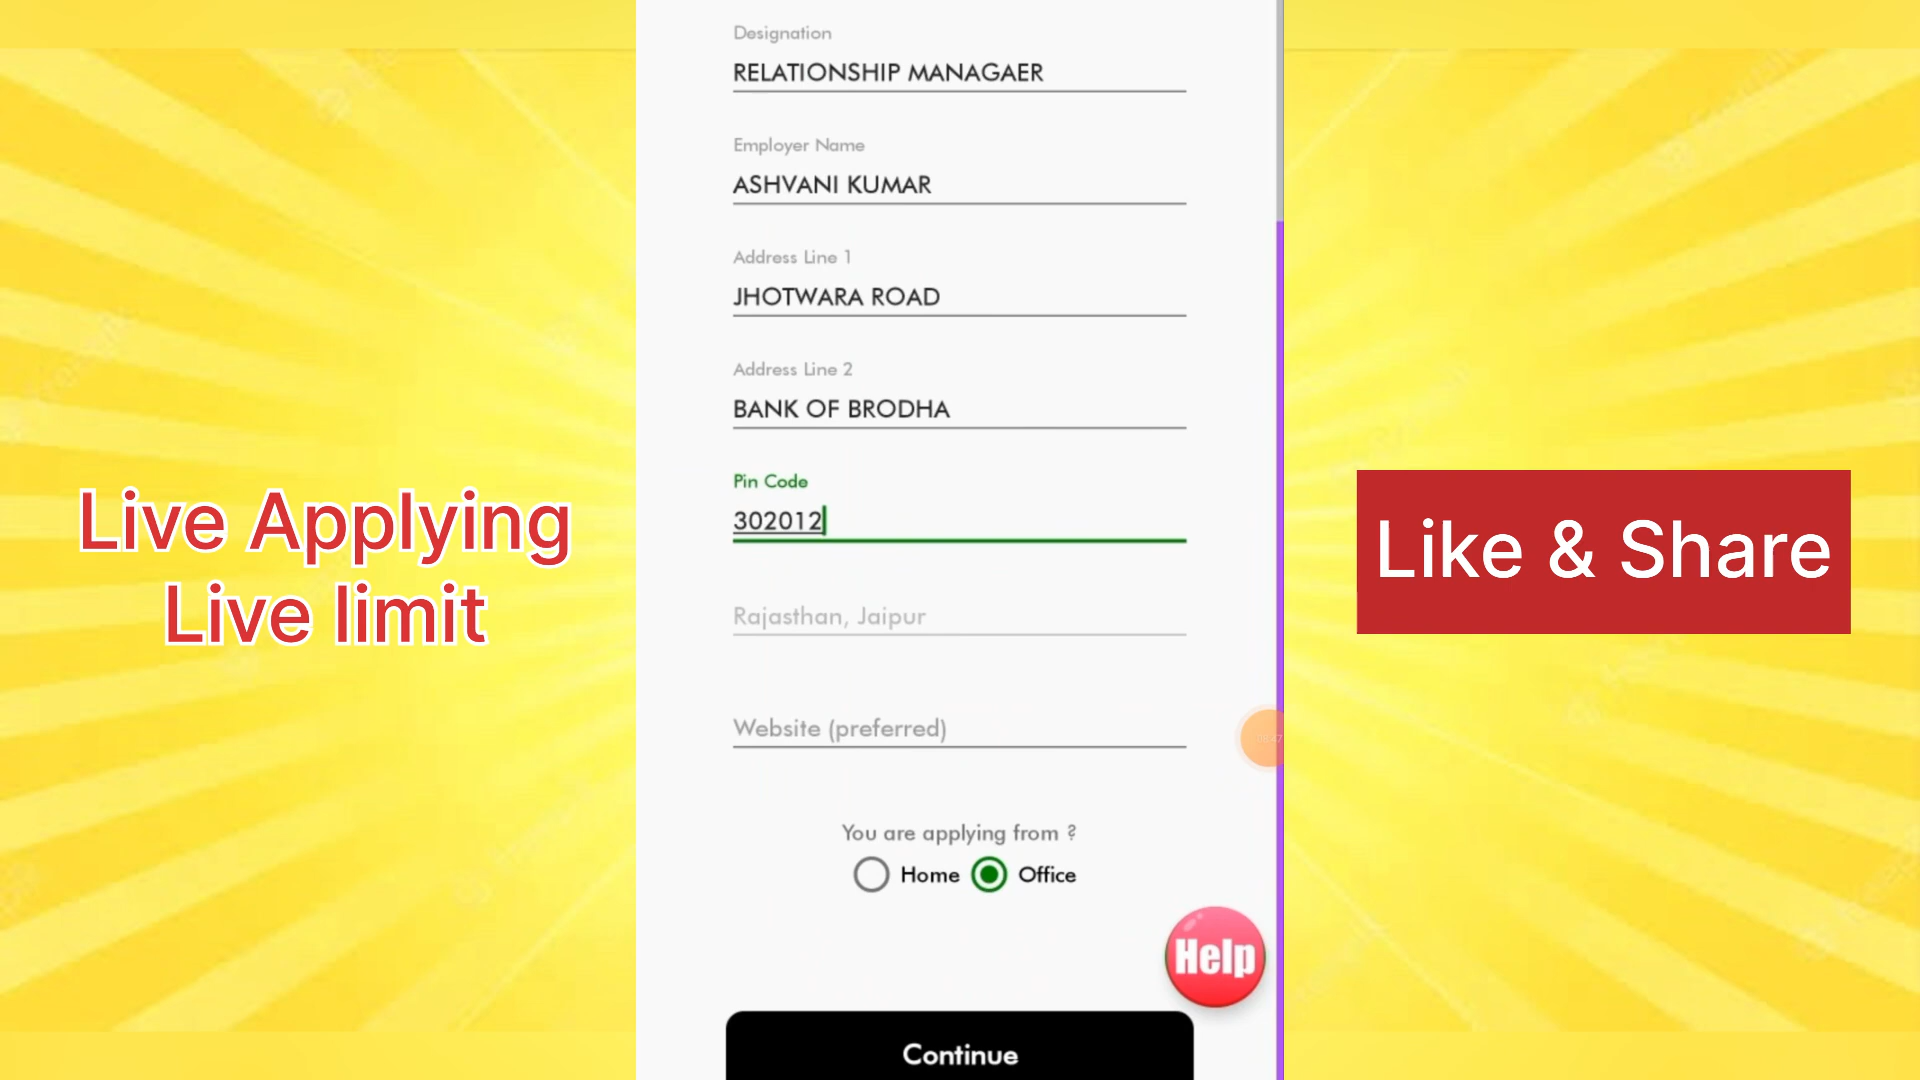 Designation
RELATIONSHIP MANAGAER
Employer Name
ASHVANI KUMAR
Address Line 1
JHOTWARA ROAD
Address Line 2
BANK OF BRODHA
Pin Code
302012
Rajasthan, Jaipur
Website (preferred)
You are applying from ?
Home Office
Help
Continue
Live Applying
Live limit
Like & Share